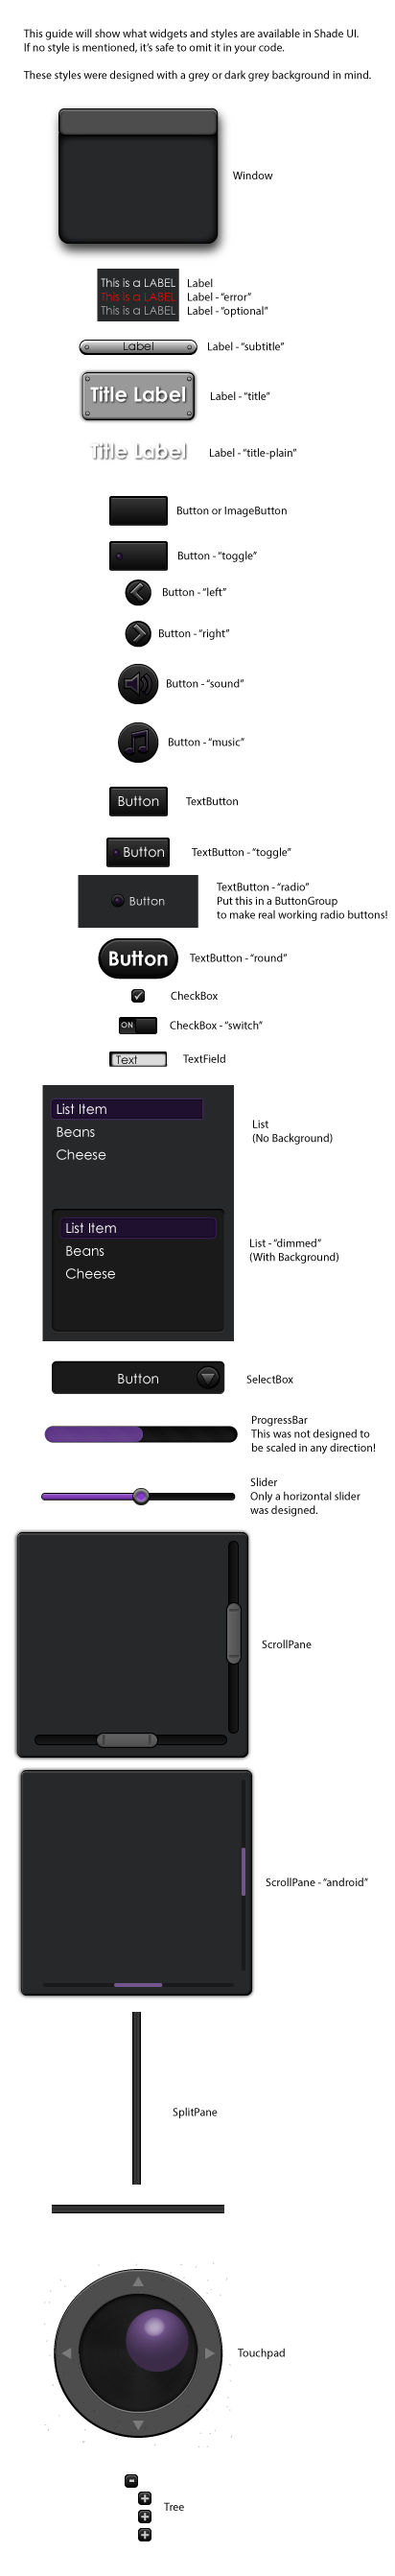 This guide will show what widgets and styles are available in Shade UI.
If no style is mentioned, it's safe to omit it in your code.
These styles were designed with a grey or dark grey background in mind.
Window
This is a LABEL Label
This is a LABEL Label - “error”
This is a LABEL Label - “optional”
Label Label - “subtitle”
Title Label Label - “title”
Title Label Label - “title-plain”
Button or ImageButton
Button - “toggle”
Button - “left”
Button - “right”
Button - “sound”
Button - “music”
Button TextButton
Button TextButton - “toggle”
TextButton - “radio”
Button Put this in a ButtonGroup
to make real working radio buttons!
Button TextButton - “round”
CheckBox
ON CheckBox - “switch”
Text TextField
List Item
Beans
Cheese
List
(No Background)
List Item
Beans
Cheese
List - “dimmed”
(With Background)
Button SelectBox
ProgressBar
This was not designed to
be scaled in any direction!
Slider
Only a horizontal slider
was designed.
ScrollPane
ScrollPane - “android”
SplitPane
Touchpad
Tree